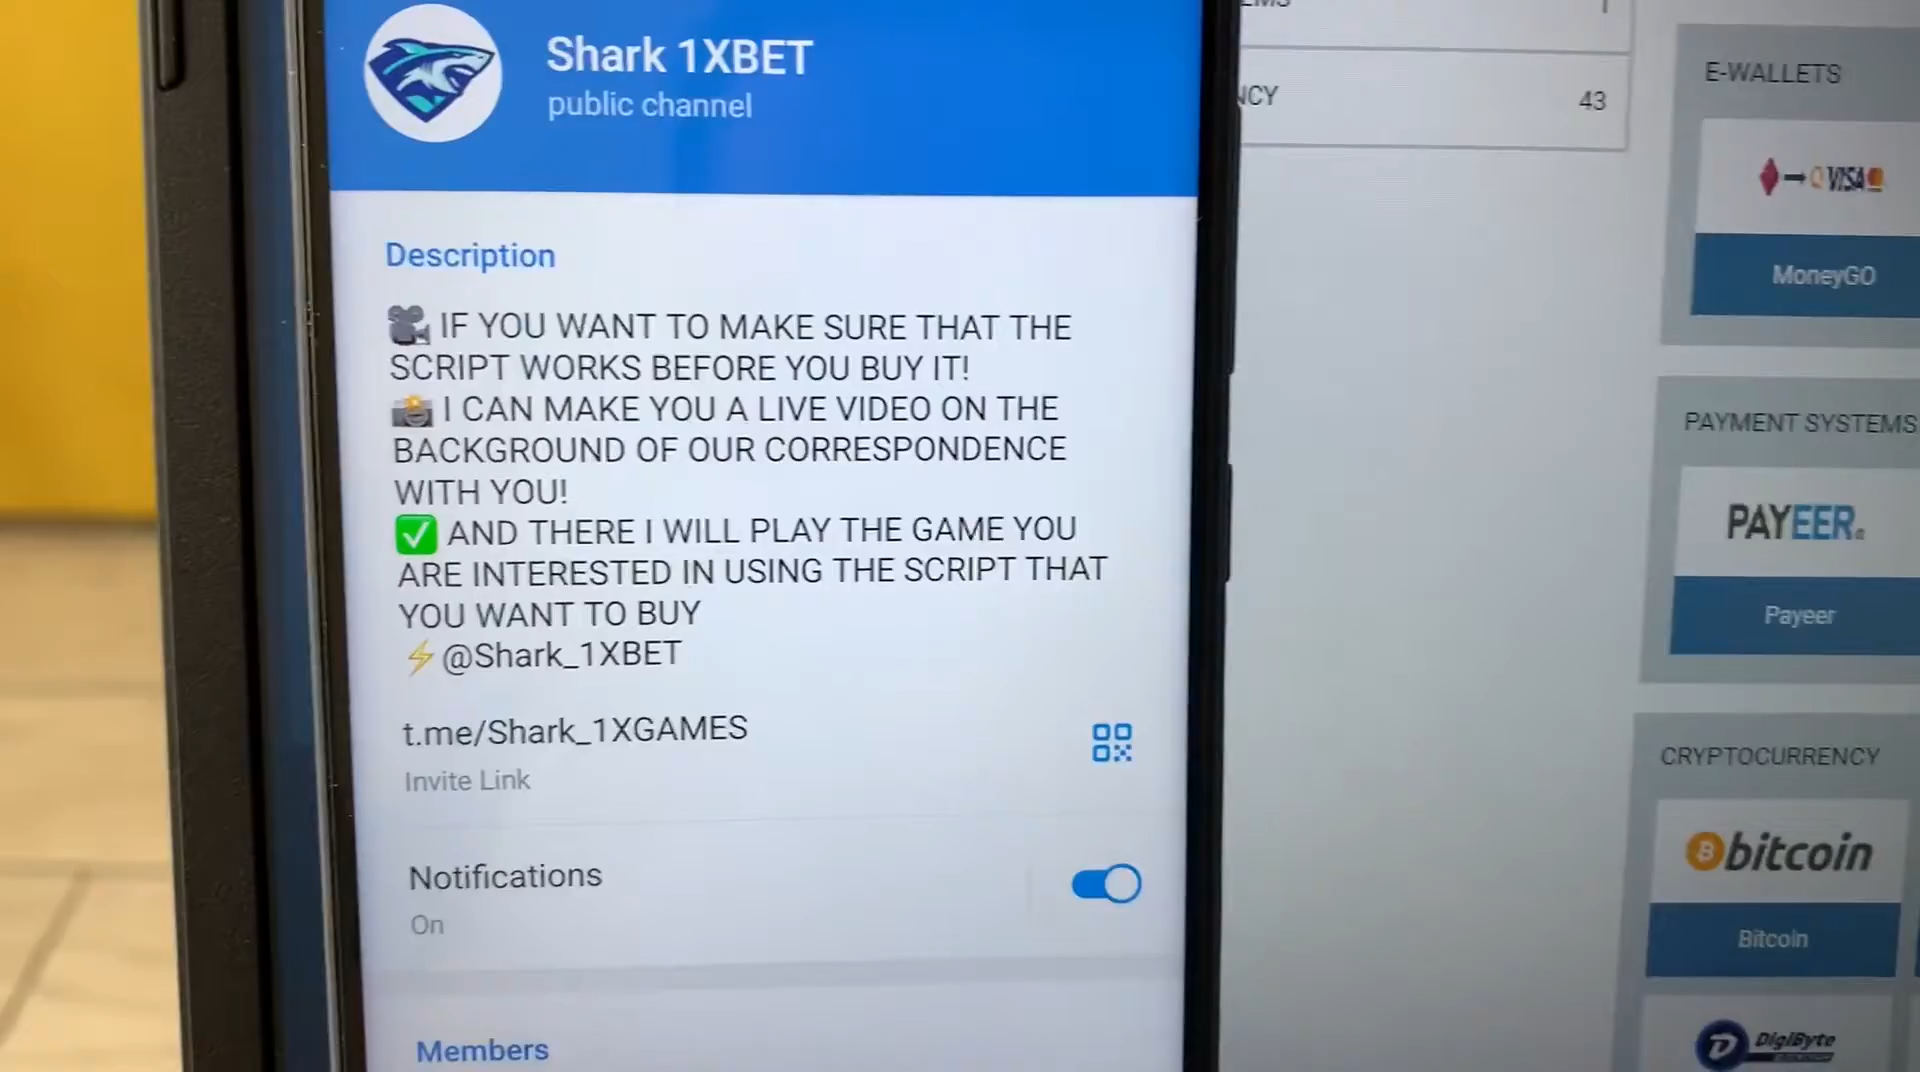 Shark 1XBET
public channel
Description
IF YOU WANT TO MAKE SURE THAT THE
SCRIPT WORKS BEFORE YOU BUY IT!
I CAN MAKE YOU A LIVE VIDEO ON THE
BACKGROUND OF OUR CORRESPONDENCE
WITH YOU!
AND THERE I WILL PLAY THE GAME YOU
ARE INTERESTED IN USING THE SCRIPT THAT
YOU WANT TO BUY
@Shark_1XBET
t.me/Shark_1XGAMES
Invite Link
Notifications
On
Members
43
E-WALLETS
VISA
MoneyGO
PAYMENT SYSTEMS
PAYEER
Payeer
CRYPTOCURRENCY
bitcoin
Bitcoin
DigiByte